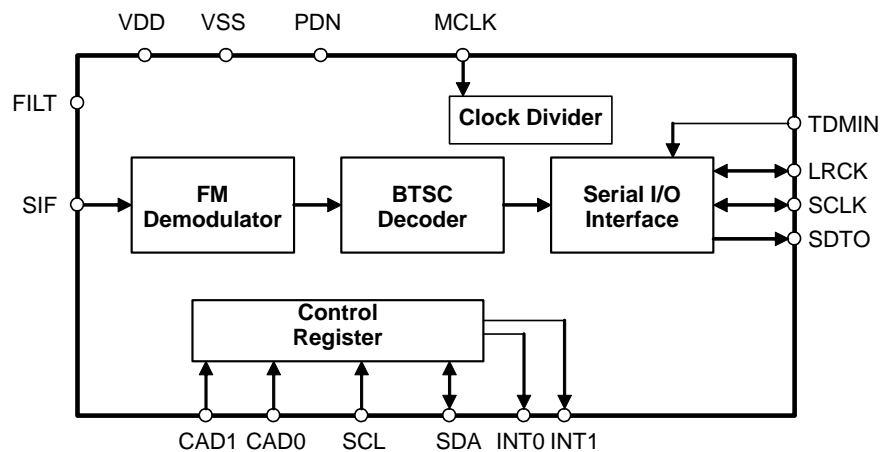 VDD VSS PDN MCLK
FILT
Clock Divider
TDMIN
LRCK
SIF
FM
Demodulator
BTSC
Decoder
Serial I/O
Interface
SCLK
SDTO
Control
Register
CAD1 CAD0 SCL SDA INT0 INT1